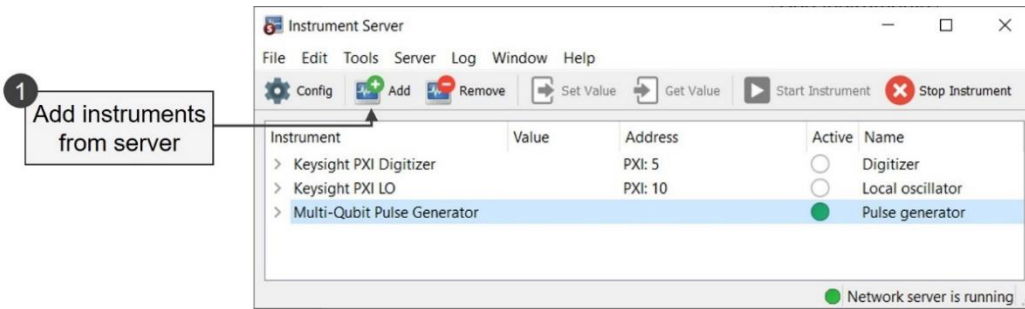 Instrument Server
File Edit Tools Server Log Window Help
1
Config Add Remove Set Value Get Value Start Instrument Stop Instrument
Add instruments
from server
Instrument Value Address Active Name
Keysight PXI Digitizer PXI: 5 Digitizer
Keysight PXI LO PXI: 10 Local oscillator
Multi-Qubit Pulse Generator Pulse generator
Network server is running